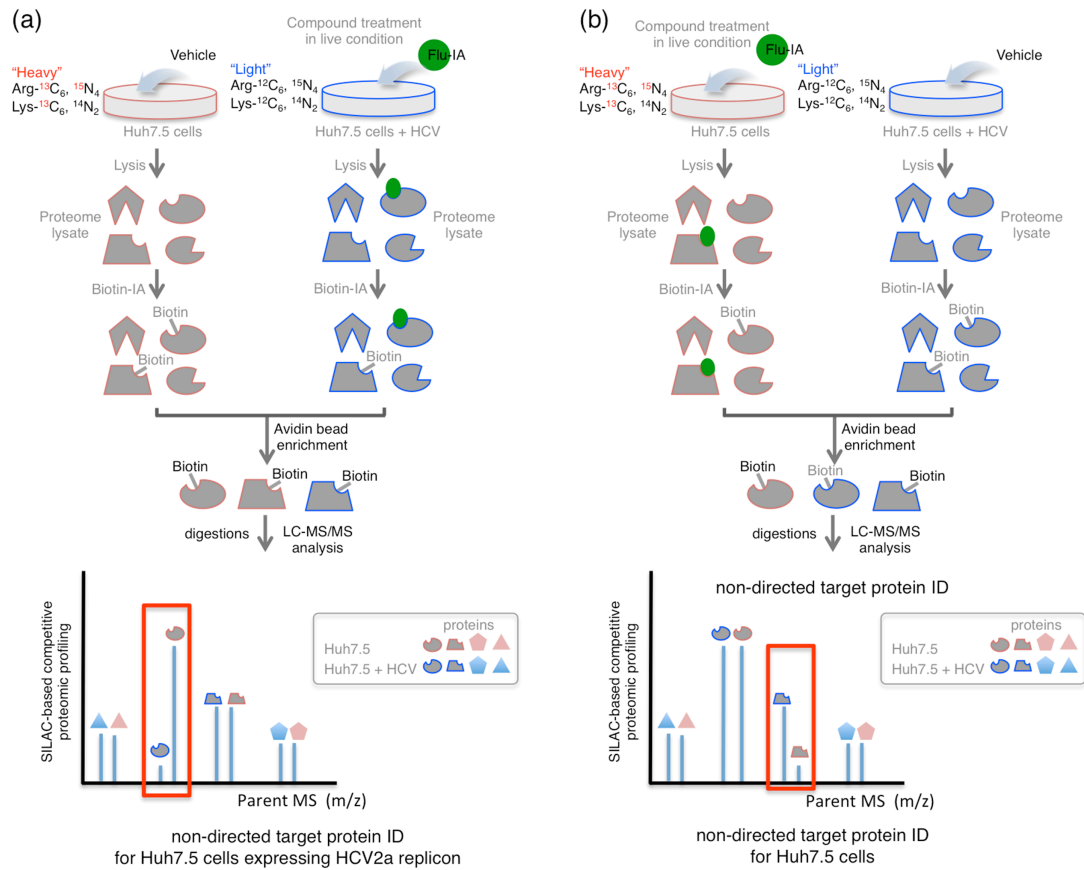 (a)
Compound treatment
in live condition
Vehicle
Flu-IA
"Heavy"
Arg-¹³C₆, ¹⁵N₄
Lys-¹³C₆, ¹⁴N₂
"Light"
Arg-¹²C₆, ¹⁵N₄
Lys-¹²C₆, ¹⁴N₂
Huh7.5 cells
Huh7.5 cells + HCV
Lysis
Lysis
Proteome
lysate
Proteome
lysate
Biotin-IA
Biotin-IA
Biotin
Biotin
Biotin
Avidin bead
enrichment
Biotin
Biotin
Biotin
digestions
LC-MS/MS
analysis
SILAC-based competitive
proteomic profiling
proteins
Huh7.5
Huh7.5 + HCV
Parent MS (m/z)
non-directed target protein ID
for Huh7.5 cells expressing HCV2a replicon
(b)
Compound treatment
in live condition
Flu-IA
Vehicle
"Heavy"
Arg-¹³C₆, ¹⁵N₄
Lys-¹³C₆, ¹⁴N₂
"Light"
Arg-¹²C₆, ¹⁵N₄
Lys-¹²C₆, ¹⁴N₂
Huh7.5 cells
Huh7.5 cells + HCV
Lysis
Lysis
Proteome
lysate
Proteome
lysate
Biotin-IA
Biotin-IA
Biotin
Biotin
Biotin
Avidin bead
enrichment
Biotin
Biotin
Biotin
digestions
LC-MS/MS
analysis
non-directed target protein ID
SILAC-based competitive
proteomic profiling
proteins
Huh7.5
Huh7.5 + HCV
Parent MS (m/z)
non-directed target protein ID
for Huh7.5 cells